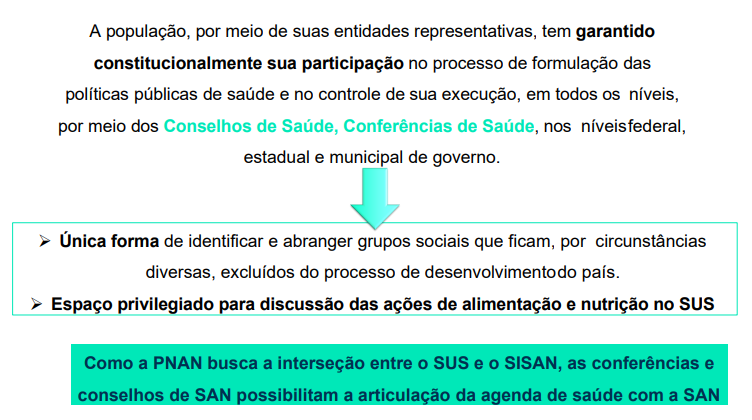 A população, por meio de suas entidades representativas, tem garantido
constitucionalmente sua participação no processo de formulação das
políticas públicas de saúde e no controle de sua execução, em todos os níveis,
por meio dos Conselhos de Saúde, Conferências de Saúde, nos níveisfederal,
estadual e municipal de governo.
➢ Única forma de identificar e abranger grupos sociais que ficam, por circunstâncias
diversas, excluídos do processo de desenvolvimentodo país.
➢ Espaço privilegiado para discussão das ações de alimentação e nutrição no SUS
Como a PNAN busca a interseção entre o SUS e o SISAN, as conferências e
conselhos de SAN possibilitam a articulação da agenda de saúde com a SAN